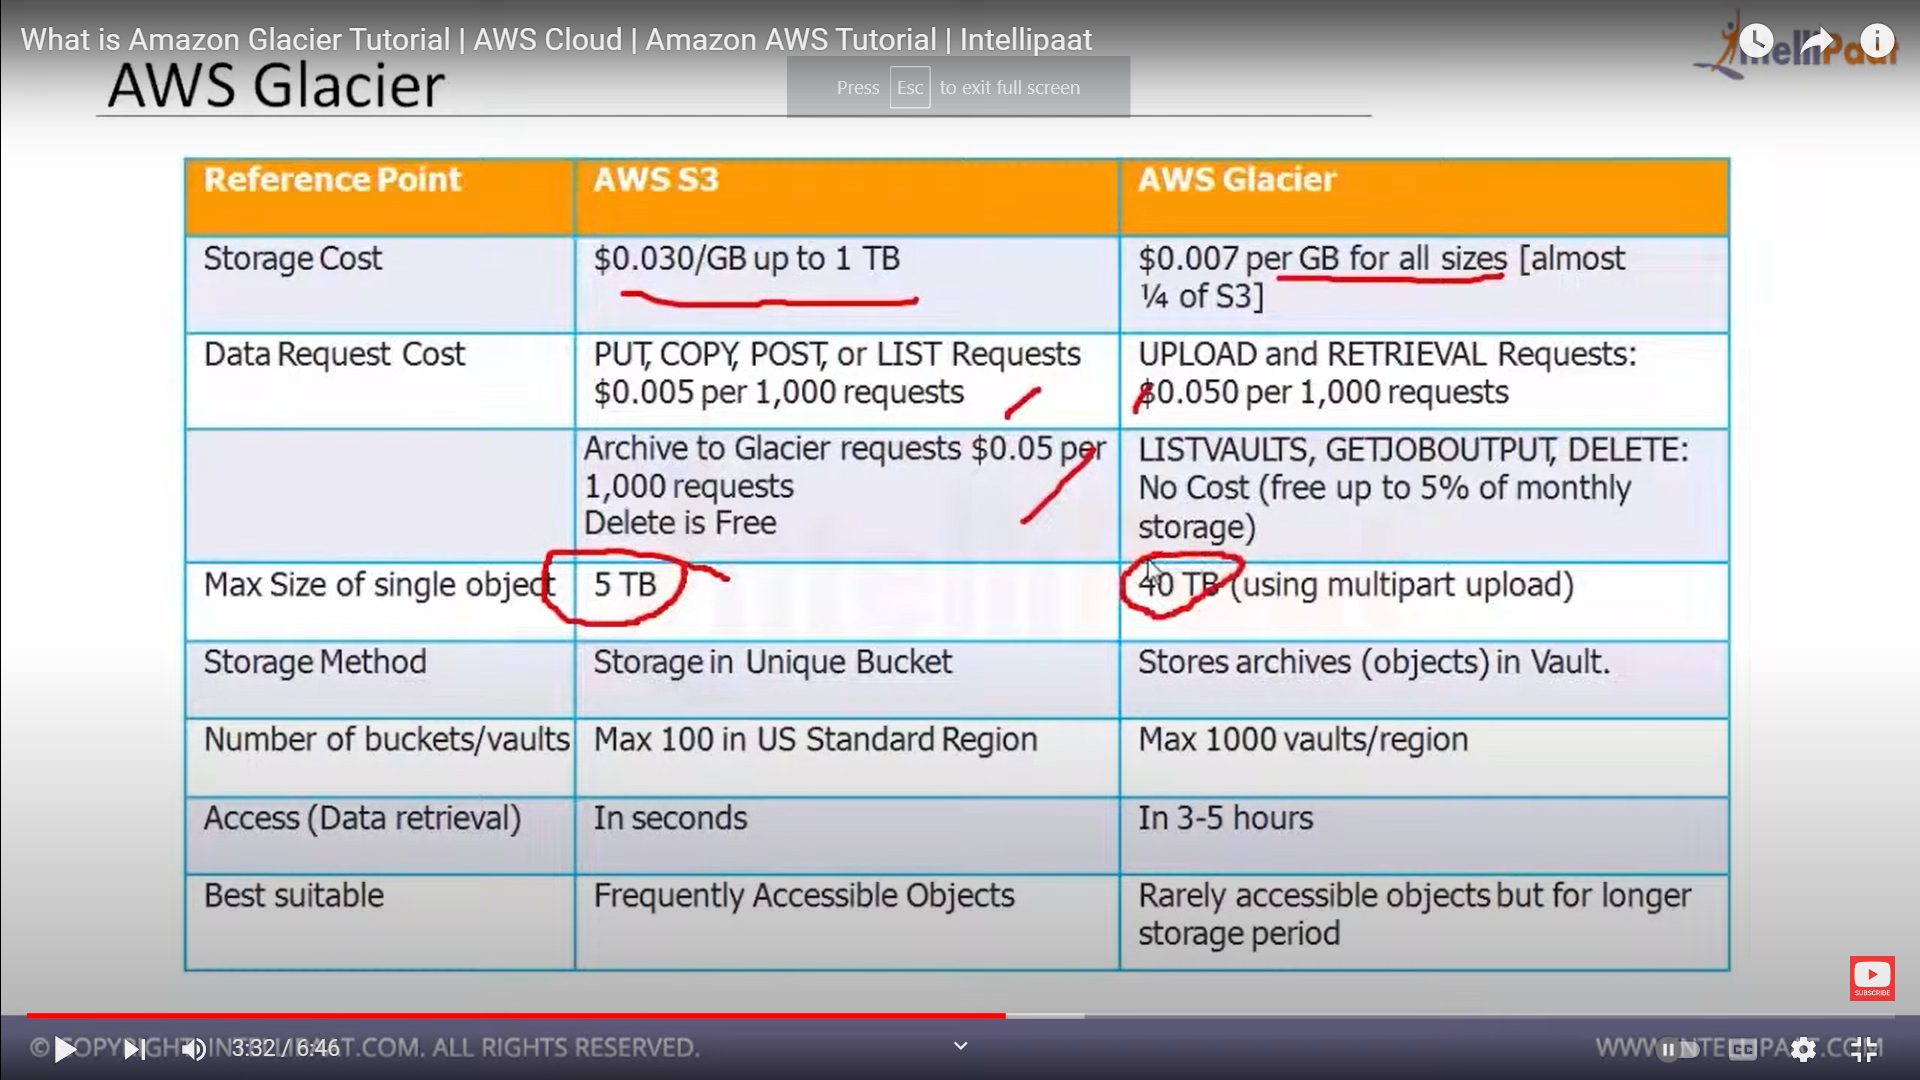 What is Amazon Glacier Tutorial | AWS Cloud | Amazon AWS Tutorial | Intellipaat
AWS Glacier
Press Esc to exit full screen
Reference Point
AWS S3
AWS Glacier
Storage Cost
$0.030/GB up to 1 TB
$0.007 per GB for all sizes [almost
¼ of S3]
Data Request Cost
PUT, COPY, POST, or LIST Requests
$0.005 per 1,000 requests
UPLOAD and RETRIEVAL Requests:
$0.050 per 1,000 requests
Archive to Glacier requests $0.05 per
1,000 requests
Delete is Free
LISTVAULTS, GETJOBOUTPUT, DELETE:
No Cost (free up to 5% of monthly
storage)
Max Size of single object
5 TB
40 TB (using multipart upload)
Storage Method
Storage in Unique Bucket
Stores archives (objects) in Vault.
Number of buckets/vaults
Max 100 in US Standard Region
Max 1000 vaults/region
Access (Data retrieval)
In seconds
In 3-5 hours
Best suitable
Frequently Accessible Objects
Rarely accessible objects but for longer
storage period
SUBSCRIBE
© COPYRIGHT INTELLIPAAT.COM. ALL RIGHTS RESERVED.
3:32 / 6:46
WWW.INTELLIPAAT.COM
CC